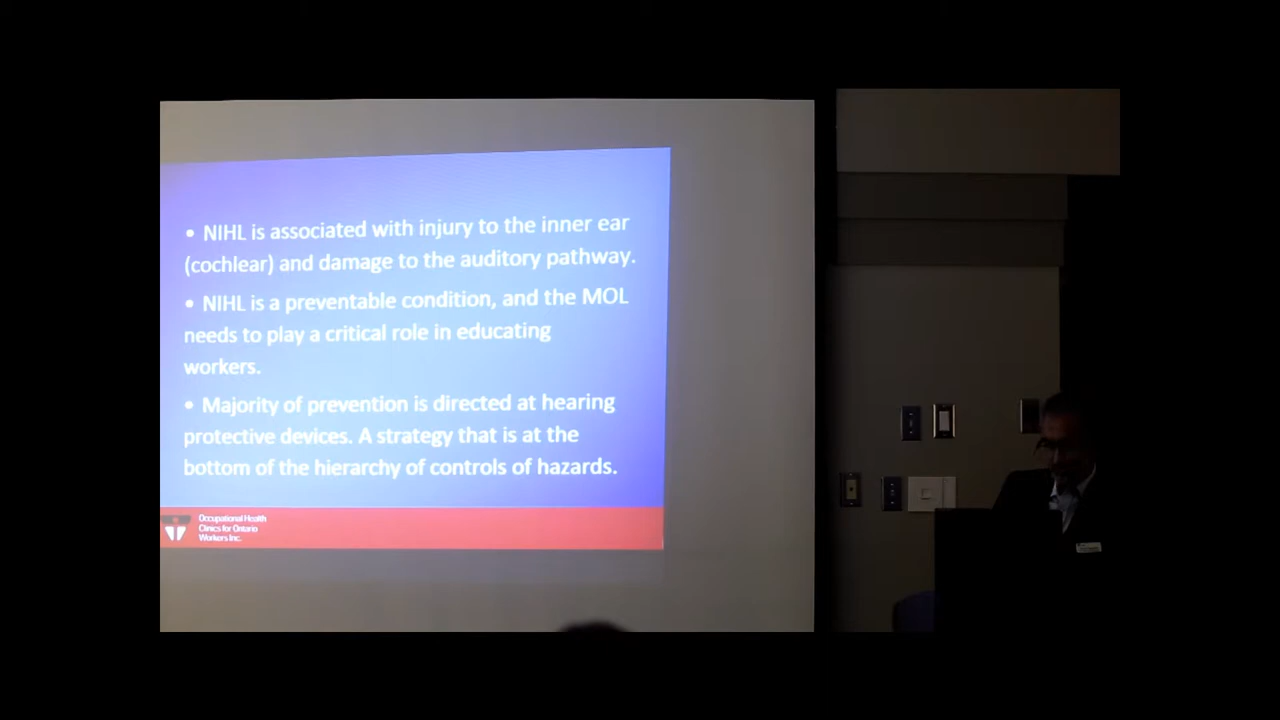 • NIHL is associated with injury to the inner ear
(cochlear) and damage to the auditory pathway.
• NIHL is a preventable condition, and the MOL
needs to play a critical role in educating
workers.
• Majority of prevention is directed at hearing
protective devices. A strategy that is at the
bottom of the hierarchy of controls of hazards.
Occupational Health
Clinics for Ontario
Workers Inc.